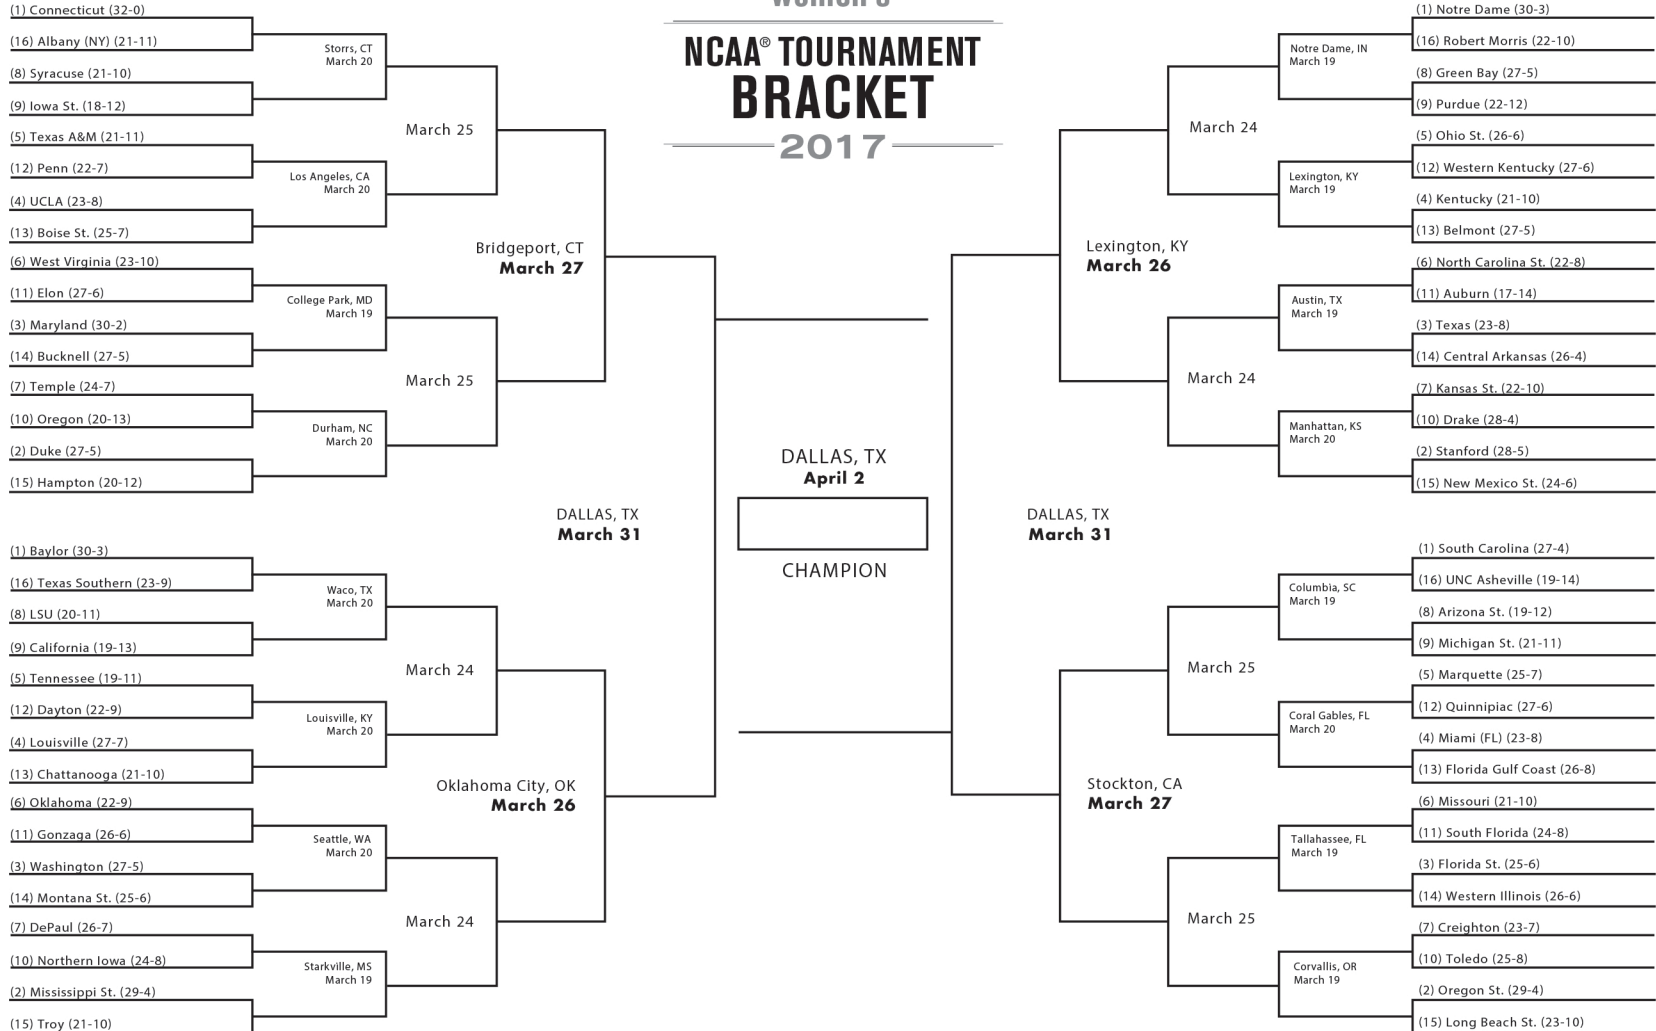 Women's
NCAA® TOURNAMENT
BRACKET
2017
(1) Connecticut (32-0)
(16) Albany (NY) (21-11)
(8) Syracuse (21-10)
(9) Iowa St. (18-12)
(5) Texas A&M (21-11)
(12) Penn (22-7)
(4) UCLA (23-8)
(13) Boise St. (25-7)
(6) West Virginia (23-10)
(11) Elon (27-6)
(3) Maryland (30-2)
(14) Bucknell (27-5)
(7) Temple (24-7)
(10) Oregon (20-13)
(2) Duke (27-5)
(15) Hampton (20-12)
Storrs, CT
March 20
Los Angeles, CA
March 20
College Park, MD
March 19
Durham, NC
March 20
March 25
March 25
Bridgeport, CT
March 27
(1) Baylor (30-3)
(16) Texas Southern (23-9)
(8) LSU (20-11)
(9) California (19-13)
(5) Tennessee (19-11)
(12) Dayton (22-9)
(4) Louisville (27-7)
(13) Chattanooga (21-10)
(6) Oklahoma (22-9)
(11) Gonzaga (26-6)
(3) Washington (27-5)
(14) Montana St. (25-6)
(7) DePaul (26-7)
(10) Northern Iowa (24-8)
(2) Mississippi St. (29-4)
(15) Troy (21-10)
Waco, TX
March 20
Louisville, KY
March 20
Seattle, WA
March 20
Starkville, MS
March 19
March 24
March 24
Oklahoma City, OK
March 26
DALLAS, TX
March 31
DALLAS, TX
April 2
CHAMPION
DALLAS, TX
March 31
Lexington, KY
March 26
March 24
March 24
Notre Dame, IN
March 19
Lexington, KY
March 19
Austin, TX
March 19
Manhattan, KS
March 20
(1) Notre Dame (30-3)
(16) Robert Morris (22-10)
(8) Green Bay (27-5)
(9) Purdue (22-12)
(5) Ohio St. (26-6)
(12) Western Kentucky (27-6)
(4) Kentucky (21-10)
(13) Belmont (27-5)
(6) North Carolina St. (22-8)
(11) Auburn (17-14)
(3) Texas (23-8)
(14) Central Arkansas (26-4)
(7) Kansas St. (22-10)
(10) Drake (28-4)
(2) Stanford (28-5)
(15) New Mexico St. (24-6)
Stockton, CA
March 27
March 25
March 25
Columbia, SC
March 19
Coral Gables, FL
March 20
Tallahassee, FL
March 19
Corvallis, OR
March 19
(1) South Carolina (27-4)
(16) UNC Asheville (19-14)
(8) Arizona St. (19-12)
(9) Michigan St. (21-11)
(5) Marquette (25-7)
(12) Quinnipiac (27-6)
(4) Miami (FL) (23-8)
(13) Florida Gulf Coast (26-8)
(6) Missouri (21-10)
(11) South Florida (24-8)
(3) Florida St. (25-6)
(14) Western Illinois (26-6)
(7) Creighton (23-7)
(10) Toledo (25-8)
(2) Oregon St. (29-4)
(15) Long Beach St. (23-10)